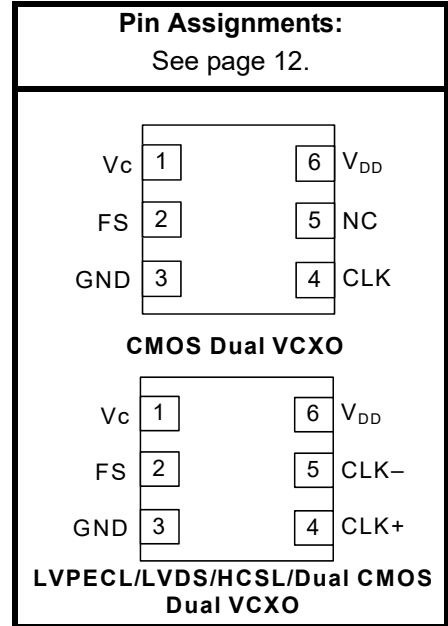 Pin Assignments:
See page 12.
Vc 1 6 VDD
FS 2 5 NC
GND 3 4 CLK
CMOS Dual VCXO
Vc 1 6 VDD
FS 2 5 CLK–
GND 3 4 CLK+
LVPECL/LVDS/HCSL/Dual CMOS
Dual VCXO